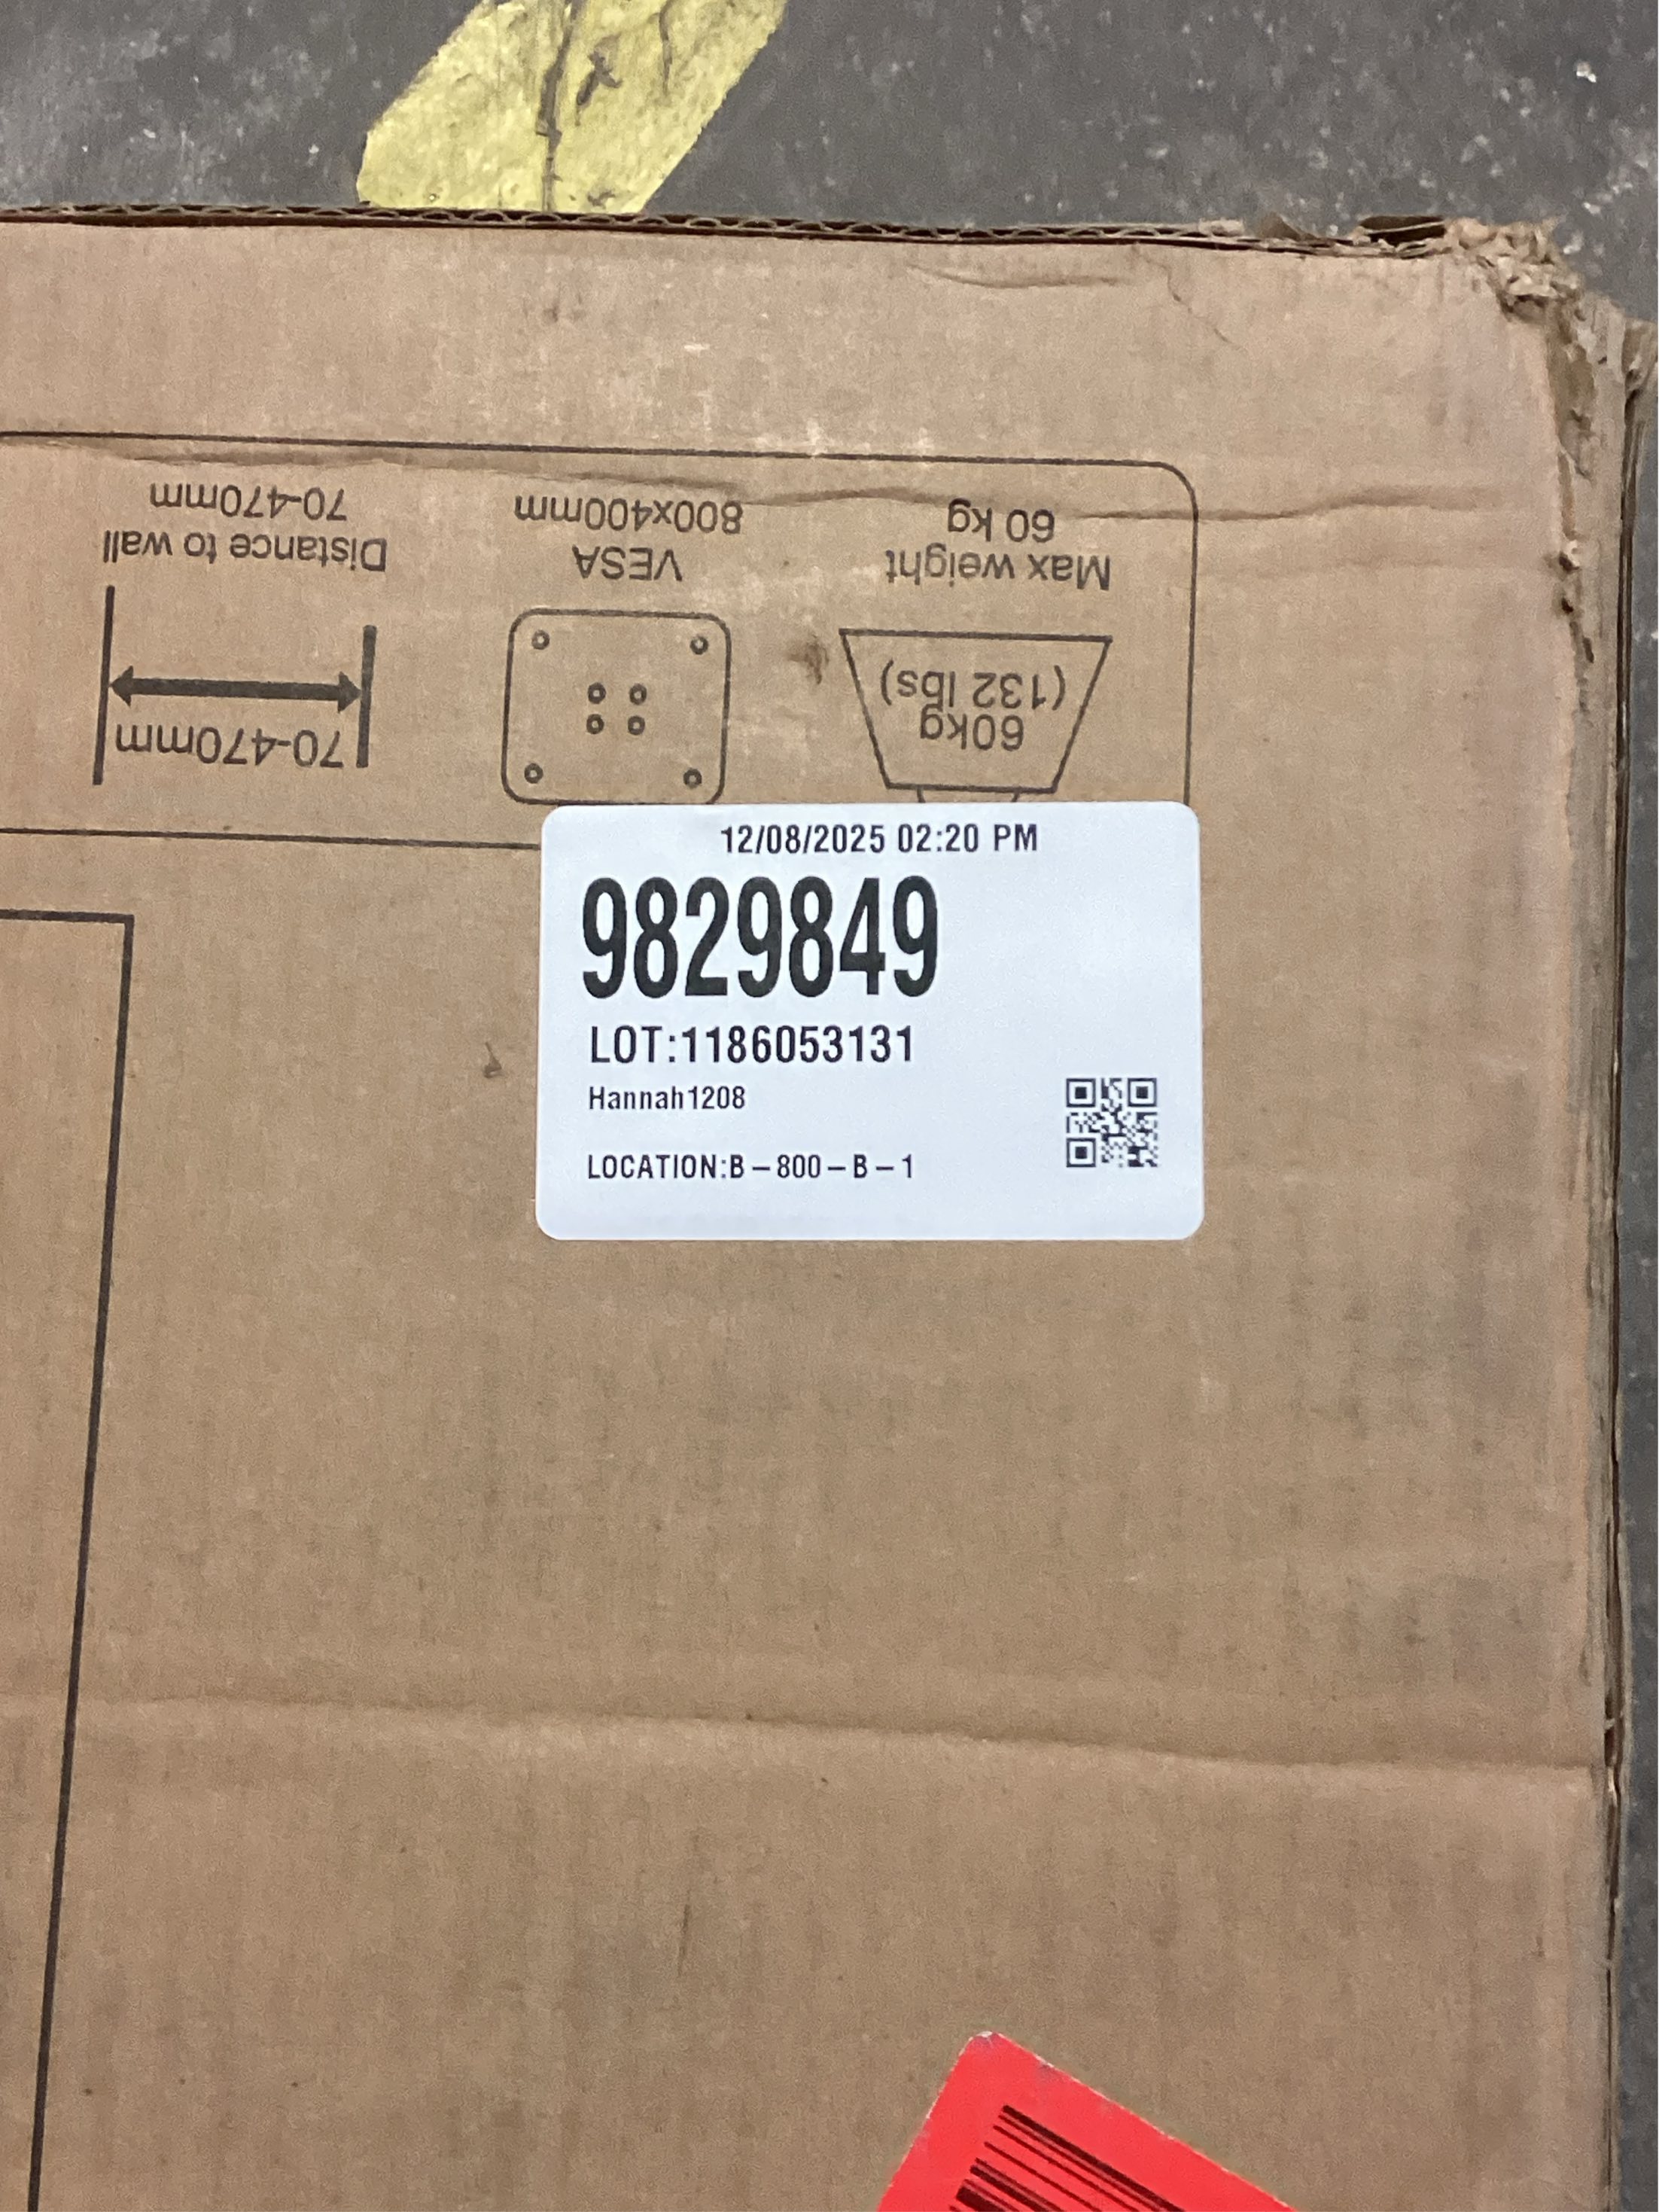 Distance to wall
70-470mm
70-470mm
VESA
800x400mm
Max weight
60 kg
60kg
(132 lbs)
12/08/2025 02:20 PM
9829849
LOT:1186053131
Hannah1208
LOCATION:B-800-B-1